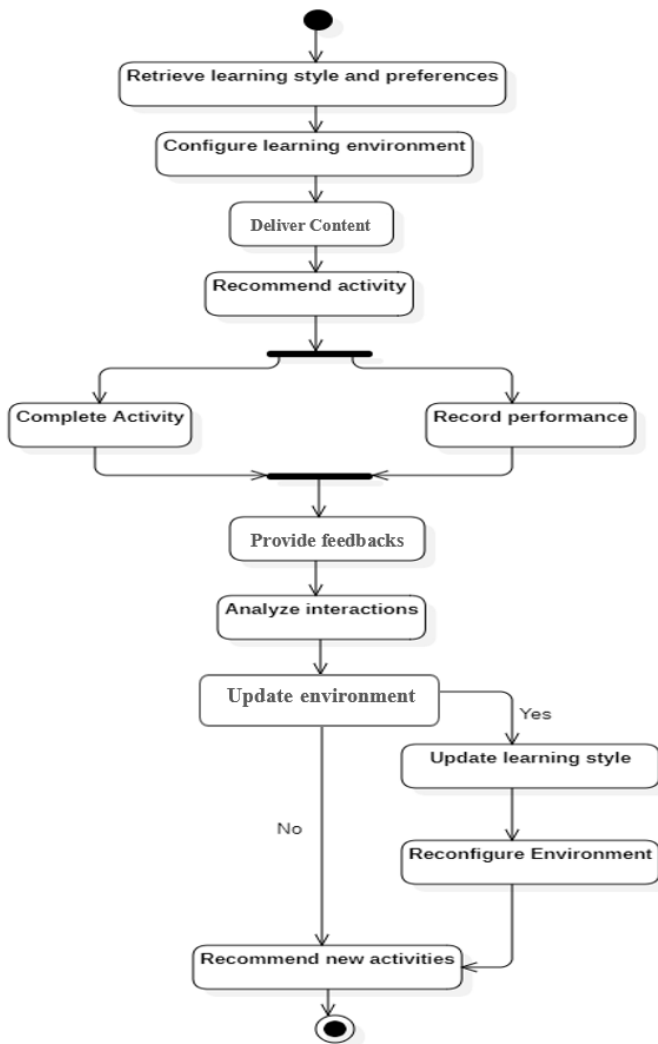 Retrieve learning style and preferences
Configure learning environment
Deliver Content
Recommend activity
Complete Activity
Record performance
Provide feedbacks
Analyze interactions
Update environment
Yes
Update learning style
No
Reconfigure Environment
Recommend new activities